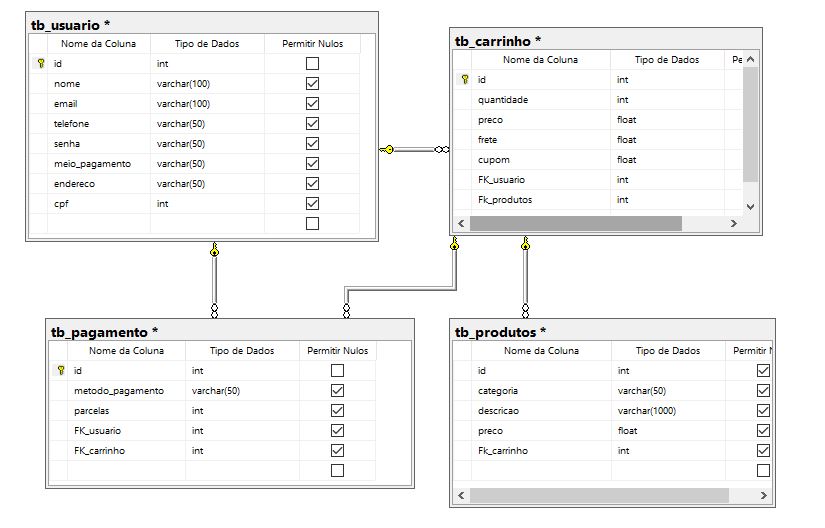 tb_usuario *
Nome da Coluna Tipo de Dados Permitir Nulos
id int
nome varchar(100)
email varchar(100)
telefone varchar(50)
senha varchar(50)
meio_pagamento varchar(50)
endereco varchar(50)
cpf int
tb_carrinho *
Nome da Coluna Tipo de Dados Pe
id int
quantidade int
preco float
frete float
cupom float
FK_usuario int
Fk_produtos int
tb_pagamento *
Nome da Coluna Tipo de Dados Permitir Nulos
id int
metodo_pagamento varchar(50)
parcelas int
FK_usuario int
FK_carrinho int
tb_produtos *
Nome da Coluna Tipo de Dados Permitir N
id int
categoria varchar(50)
descricao varchar(1000)
preco float
Fk_carrinho int